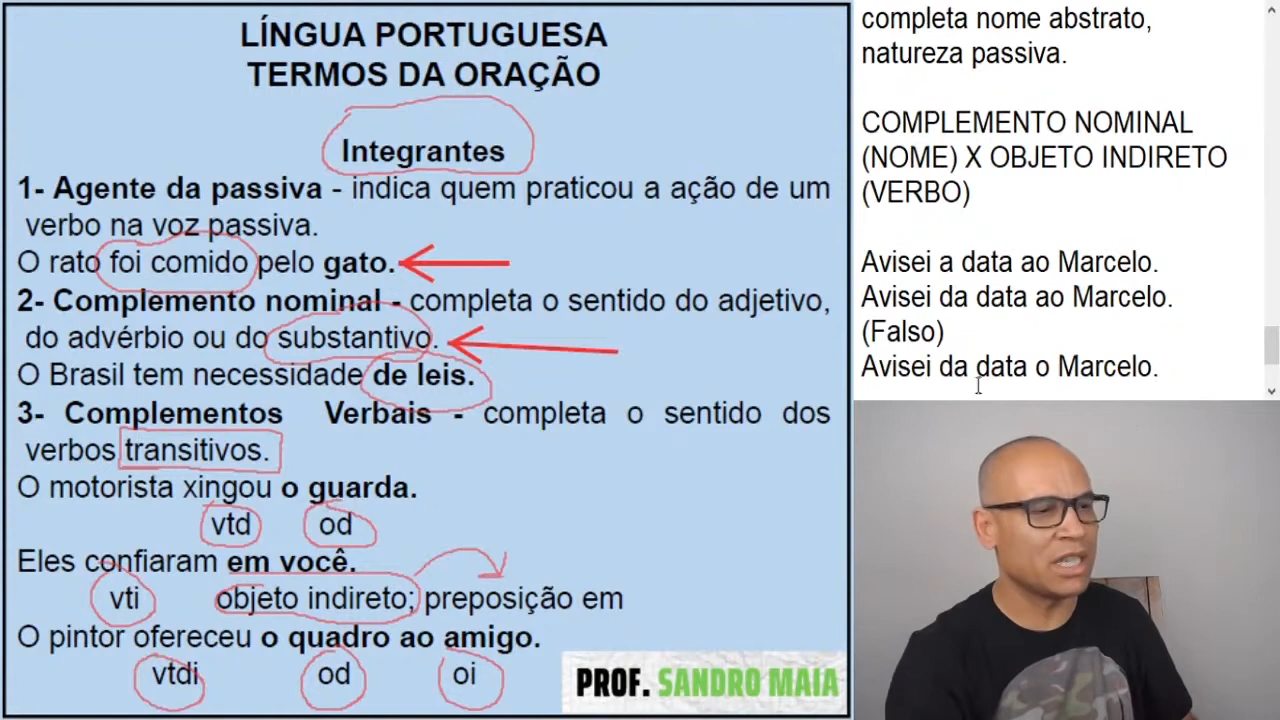 LÍNGUA PORTUGUESA
TERMOS DA ORAÇÃO
Integrantes
1- Agente da passiva - indica quem praticou a ação de um
verbo na voz passiva.
O rato foi comido pelo gato.
2- Complemento nominal - completa o sentido do adjetivo,
do advérbio ou do substantivo.
O Brasil tem necessidade de leis.
3- Complementos Verbais - completa o sentido dos
verbos transitivos.
O motorista xingou o guarda.
vtd od
Eles confiaram em você.
vti objeto indireto; preposição em
O pintor ofereceu o quadro ao amigo.
vtdi od oi
PROF. SANDRO MAIA
completa nome abstrato,
natureza passiva.
COMPLEMENTO NOMINAL
(NOME) X OBJETO INDIRETO
(VERBO)
Avisei a data ao Marcelo.
Avisei da data ao Marcelo.
(Falso)
Avisei da data o Marcelo.